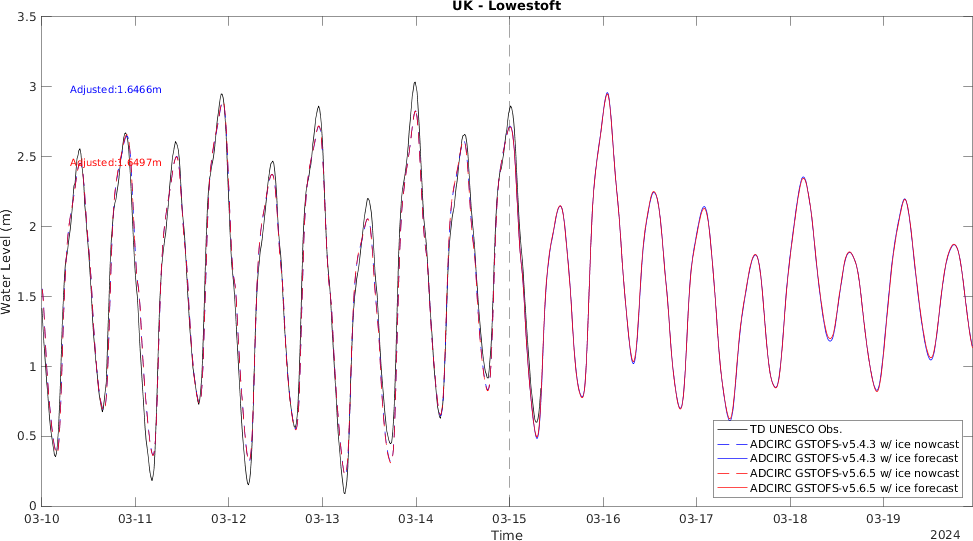 UK - Lowestoft
3.5
3
2.5
2
1.5
1
0.5
0
Water Level (m)
Adjusted:1.6466m
Adjusted:1.6497m
TD UNESCO Obs.
ADCIRC GSTOFS-v5.4.3 w/ ice nowcast
ADCIRC GSTOFS-v5.4.3 w/ ice forecast
ADCIRC GSTOFS-v5.6.5 w/ ice nowcast
ADCIRC GSTOFS-v5.6.5 w/ ice forecast
03-10 03-11 03-12 03-13 03-14 03-15 03-16 03-17 03-18 03-19
Time
2024